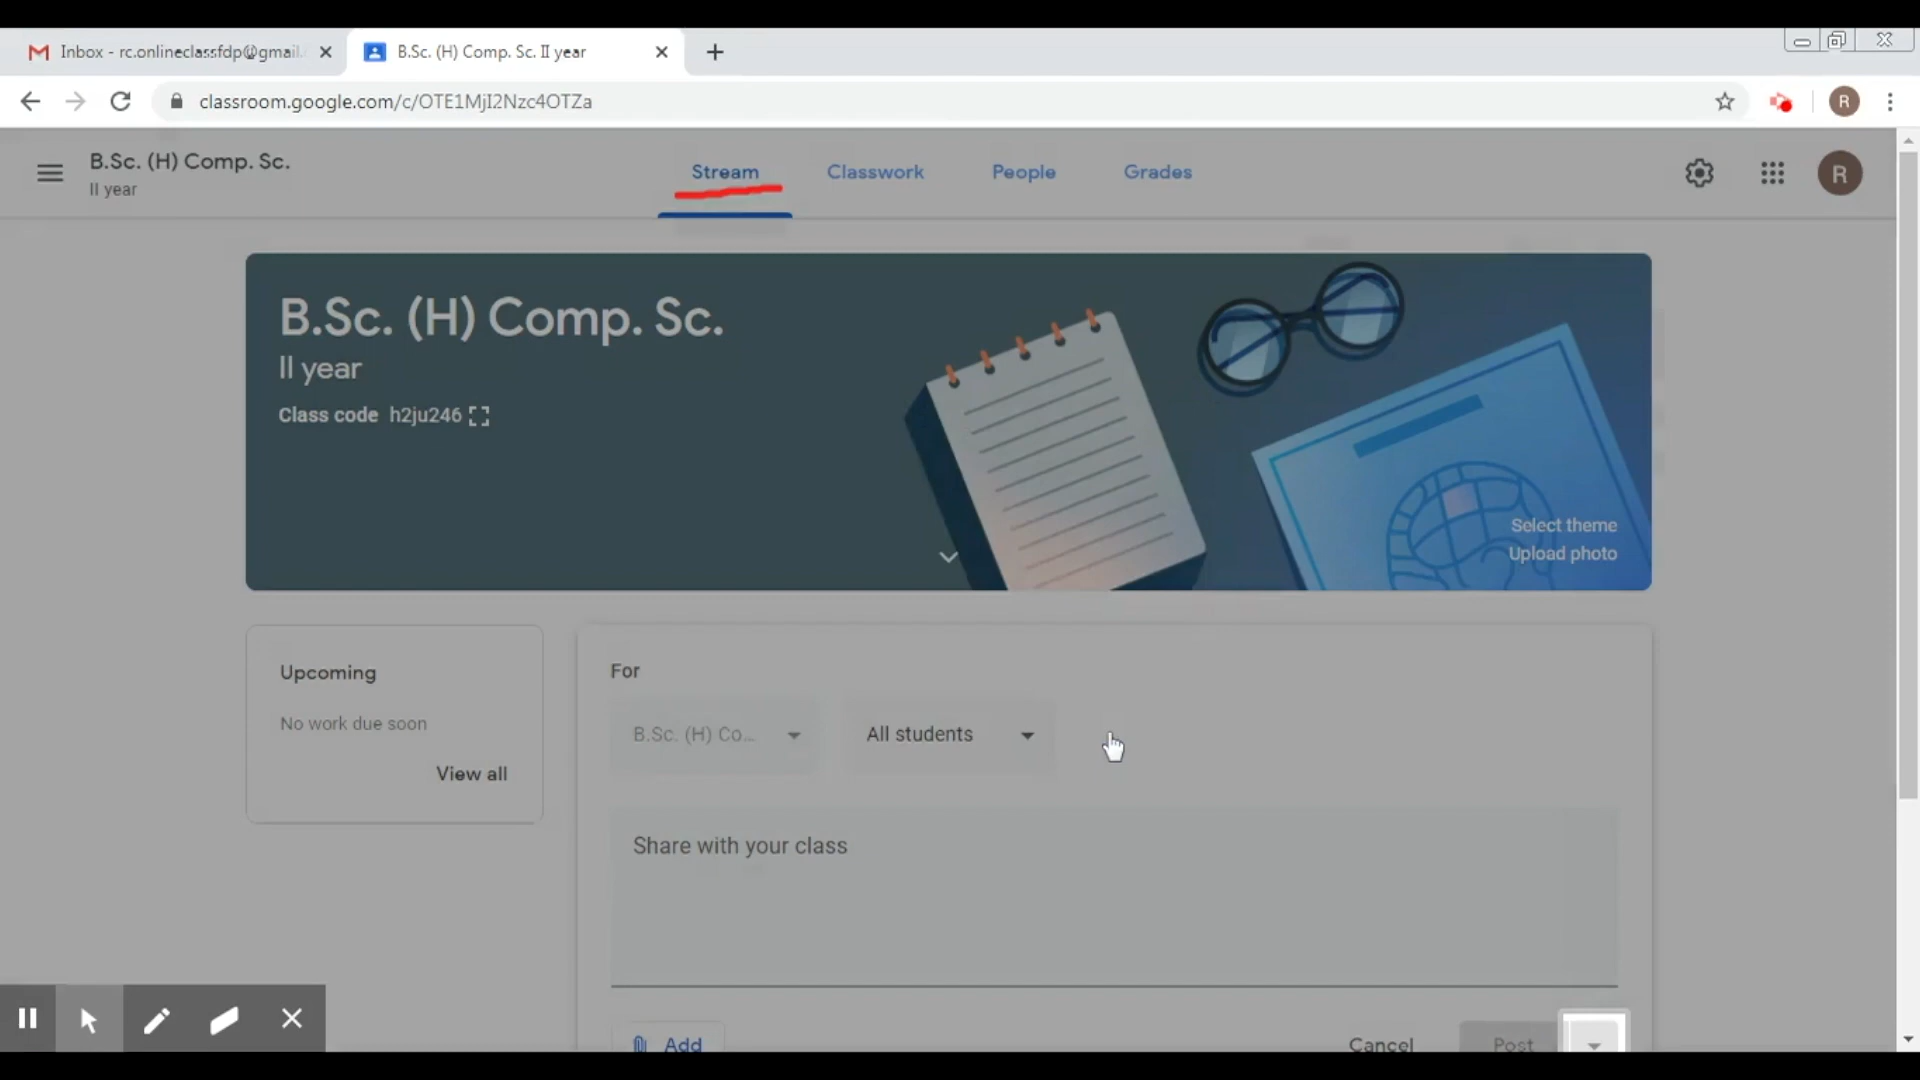 Inbox - rc.onlineclassfdp@gmail.
B.Sc. (H) Comp. Sc. II year
classroom.google.com/c/OTE1MjI2Nzc4OTZa
R
B.Sc. (H) Comp. Sc.
II year
Stream
Classwork
People
Grades
R
B.Sc. (H) Comp. Sc.
II year
Class code h2ju246
Select theme
Upload photo
Upcoming
No work due soon
View all
For
B.Sc. (H) Co...
All students
Share with your class
Add
Cancel
Post